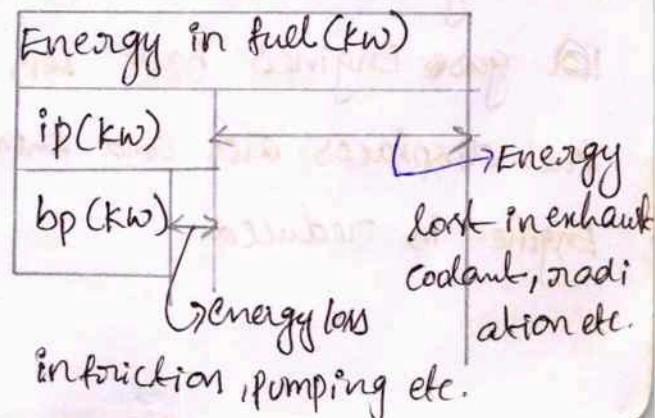 Energy in fuel (kw)
ip (kw)
bp (kw)
Energy
lost in exhaust
coolant, radi
ation etc.
energy loss
in friction, pumping etc.